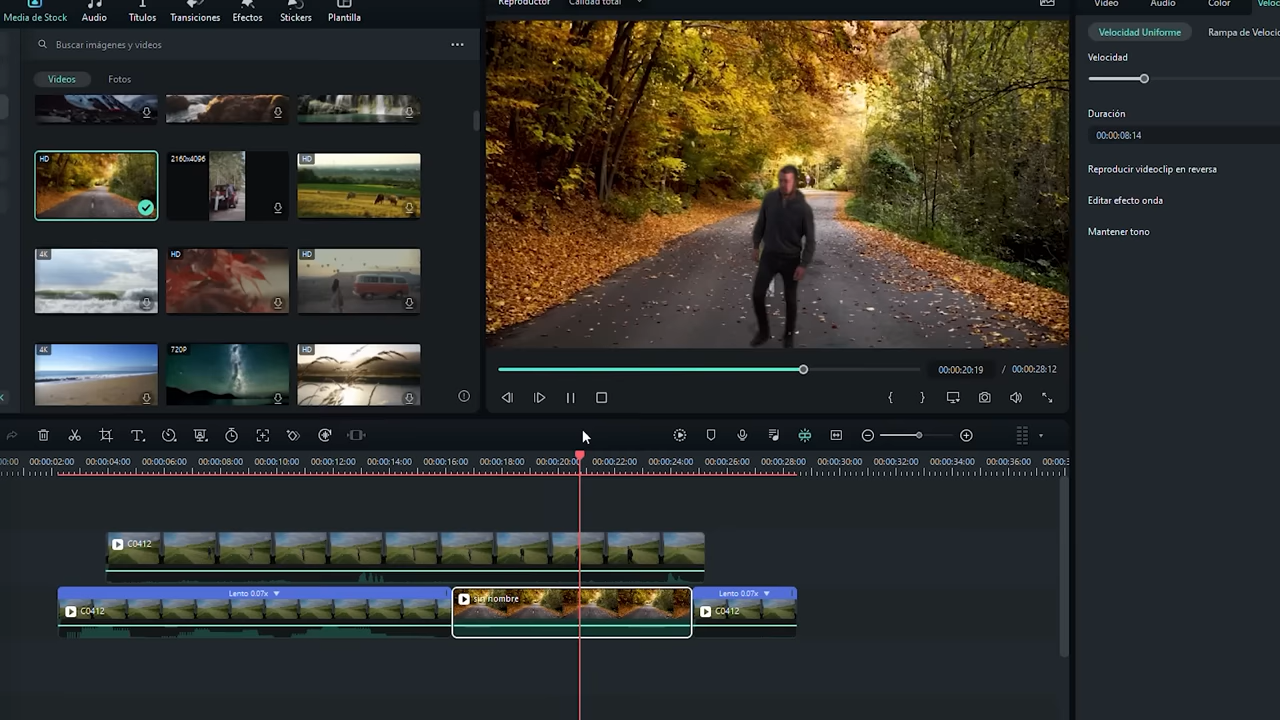 Media de Stock
Audio
Títulos
Transiciones
Efectos
Stickers
Plantilla
Buscar imágenes y videos
Videos
Fotos
HD
2160x4096
HD
4K
HD
HD
4K
720P
HD
Reproductor
Calidad total
00:00:20:19 / 00:00:28:12
Video
Audio
Color
Velocidad Uniforme
Rampa de Veloci
Velocidad
Duración
00:00:08:14
Reproducir videoclip en reversa
Editar efecto onda
Mantener tono
00:00:02:00
00:00:04:00
00:00:06:00
00:00:08:00
00:00:10:00
00:00:12:00
00:00:14:00
00:00:16:00
00:00:18:00
00:00:20:00
00:00:22:00
00:00:24:00
00:00:26:00
00:00:28:00
00:00:30:00
00:00:32:00
00:00:34:00
00:00:36:00
C0412
Lento 0.07x
C0412
Lento 0.07x
C0412